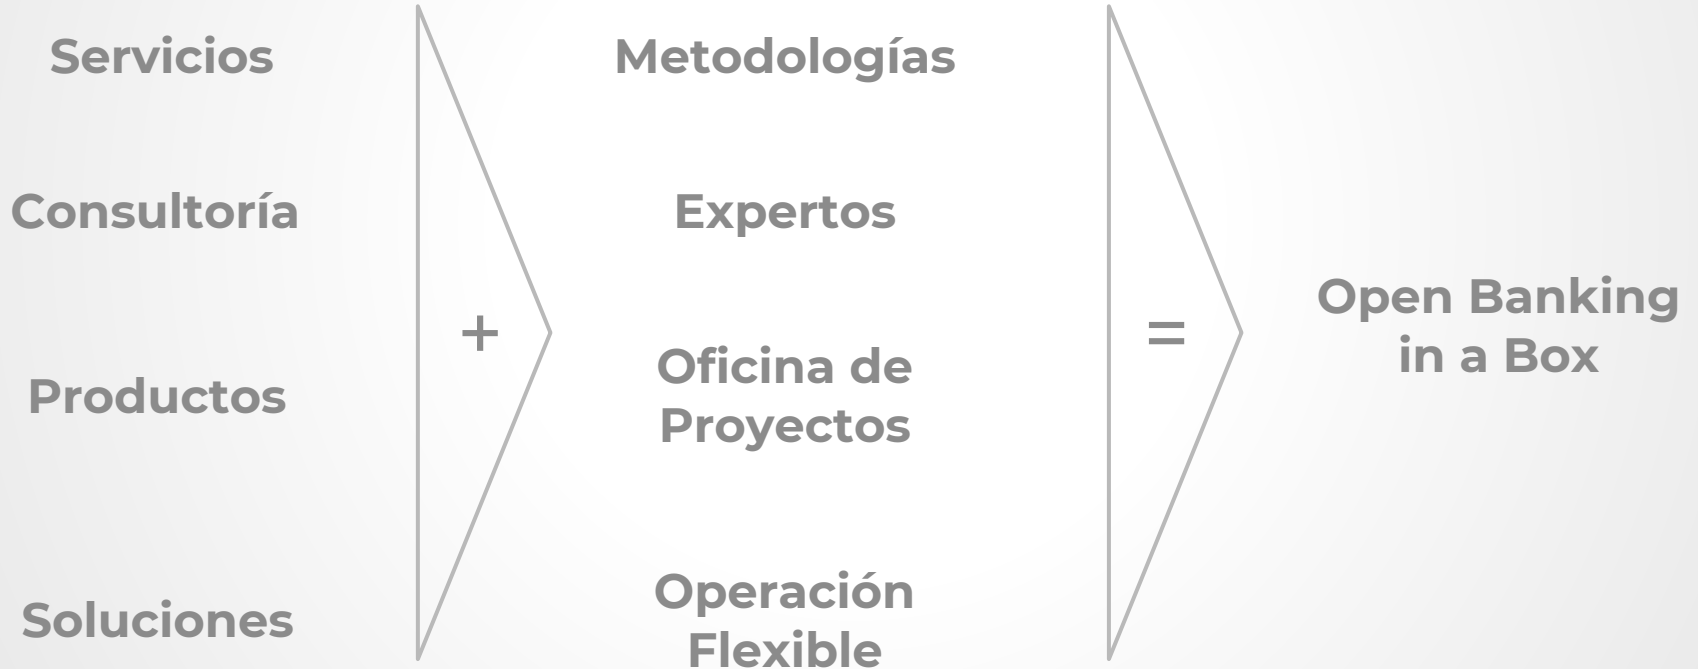 Servicios
Consultoría
Productos
Soluciones
+
Metodologías
Expertos
Oficina de
Proyectos
Operación
Flexible
=
Open Banking
in a Box